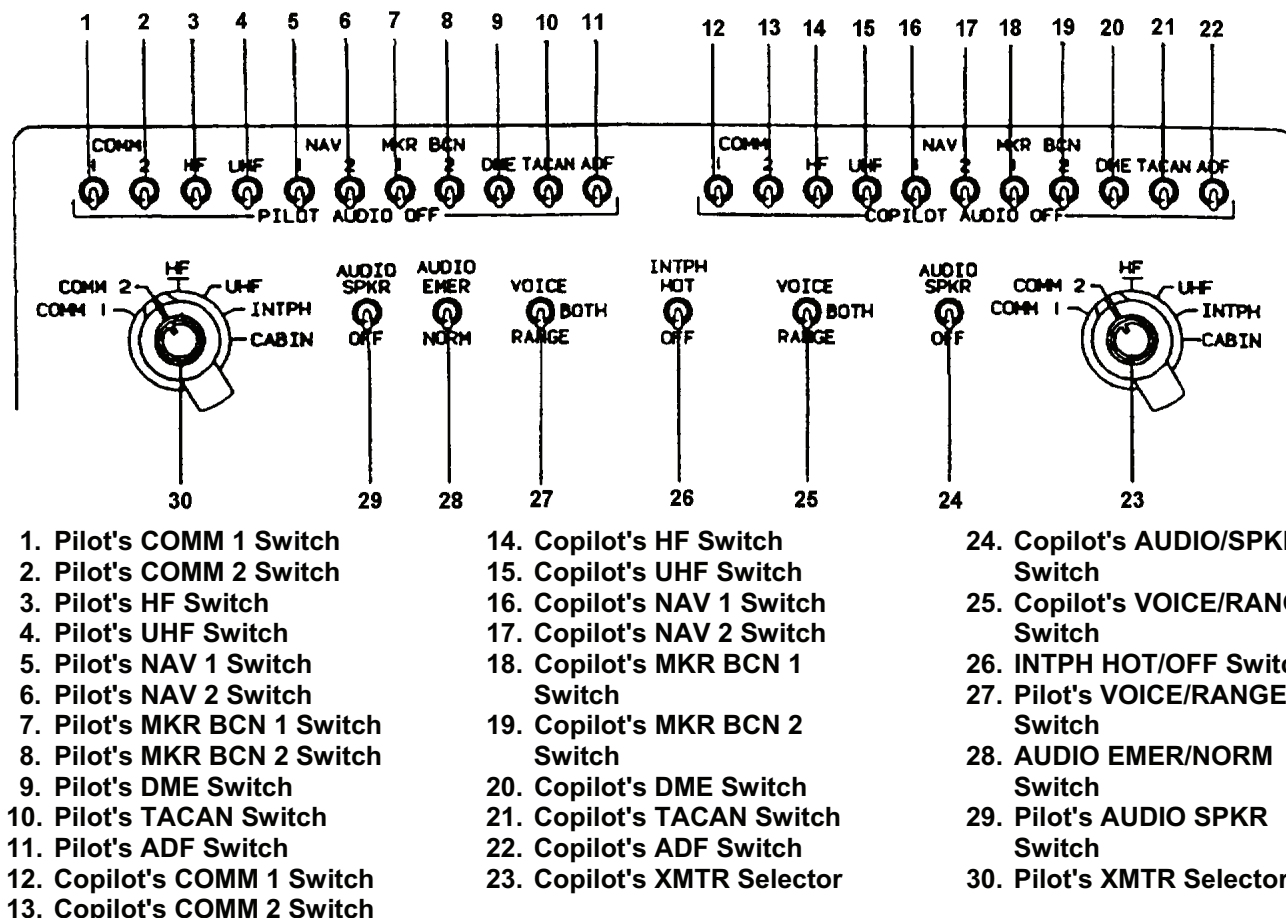 1 2 3 4 5 6 7 8 9 10 11 12 13 14 15 16 17 18 19 20 21 22
COMM NAV MKR BCN COMM NAV MKR BCN
1 2 HF UHF 1 2 1 2 DME TACAN ADF 1 2 HF UHF 1 2 1 2 DME TACAN ADF
PILOT AUDIO OFF COPILOT AUDIO OFF
COMM 1 COMM 2 HF UHF INTPH CABIN
AUDIO SPKR OFF
AUDIO EMER NORM
VOICE BOTH RANGE
INTPH HOT OFF
VOICE BOTH RANGE
AUDIO SPKR OFF
COMM 1 COMM 2 HF UHF INTPH CABIN
30 29 28 27 26 25 24 23
1. Pilot's COMM 1 Switch
2. Pilot's COMM 2 Switch
3. Pilot's HF Switch
4. Pilot's UHF Switch
5. Pilot's NAV 1 Switch
6. Pilot's NAV 2 Switch
7. Pilot's MKR BCN 1 Switch
8. Pilot's MKR BCN 2 Switch
9. Pilot's DME Switch
10. Pilot's TACAN Switch
11. Pilot's ADF Switch
12. Copilot's COMM 1 Switch
13. Copilot's COMM 2 Switch
14. Copilot's HF Switch
15. Copilot's UHF Switch
16. Copilot's NAV 1 Switch
17. Copilot's NAV 2 Switch
18. Copilot's MKR BCN 1
Switch
19. Copilot's MKR BCN 2
Switch
20. Copilot's DME Switch
21. Copilot's TACAN Switch
22. Copilot's ADF Switch
23. Copilot's XMTR Selector
24. Copilot's
Switch
25. Copilot's
Switch
26. INTPH HOT/OFF
27. Pilot's VOICE/RANGE
Switch
28. AUDIO EMER/NORM
Switch
29. Pilot's AUDIO SPKR
Switch
30. Pilot's XMTR Selector